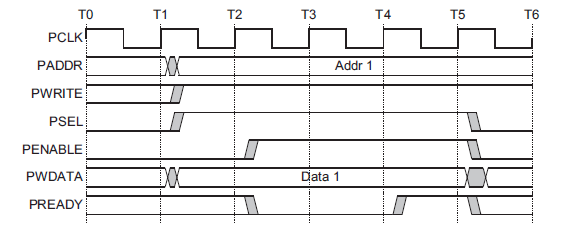 T0 T1 T2 T3 T4 T5 T6
PCLK
PADDR Addr 1
PWRITE
PSEL
PENABLE
PWDATA Data 1
PREADY